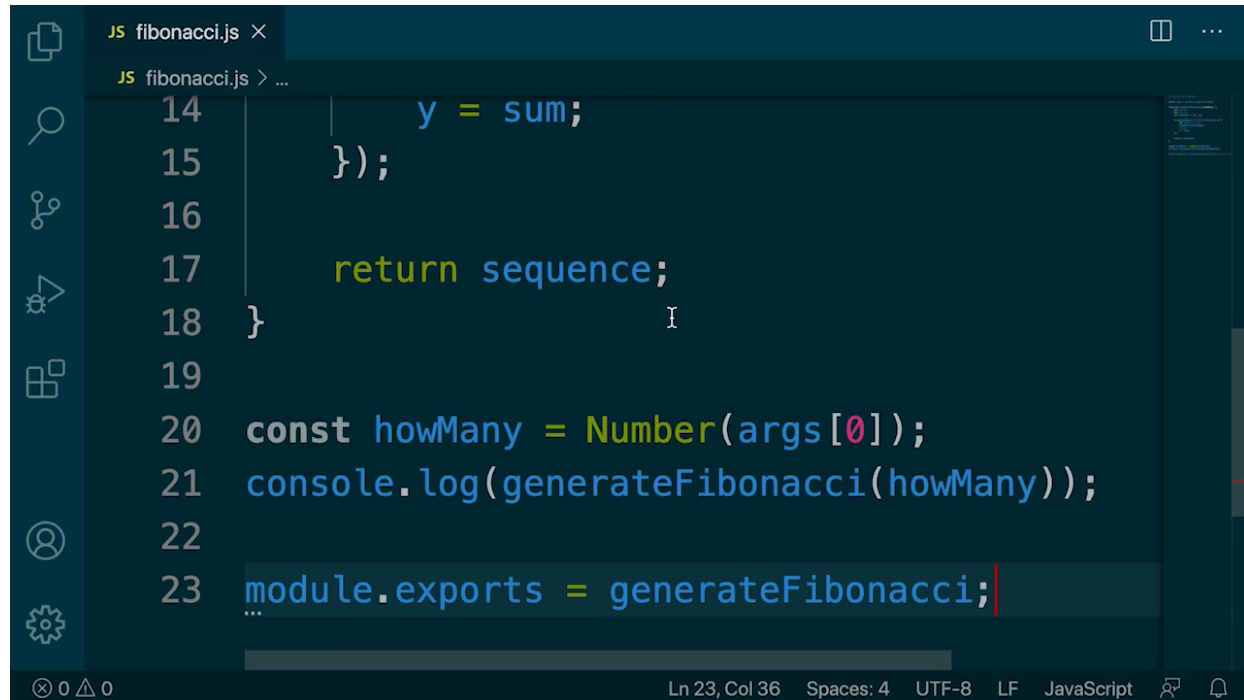 JS fibonacci.js ×
JS fibonacci.js > ...
14 y = sum;
15 });
16
17 return sequence;
18 }
19
20 const howMany = Number(args[0]);
21 console.log(generateFibonacci(howMany));
22
23 module.exports = generateFibonacci;
0 0 Ln 23, Col 36 Spaces: 4 UTF-8 LF JavaScript